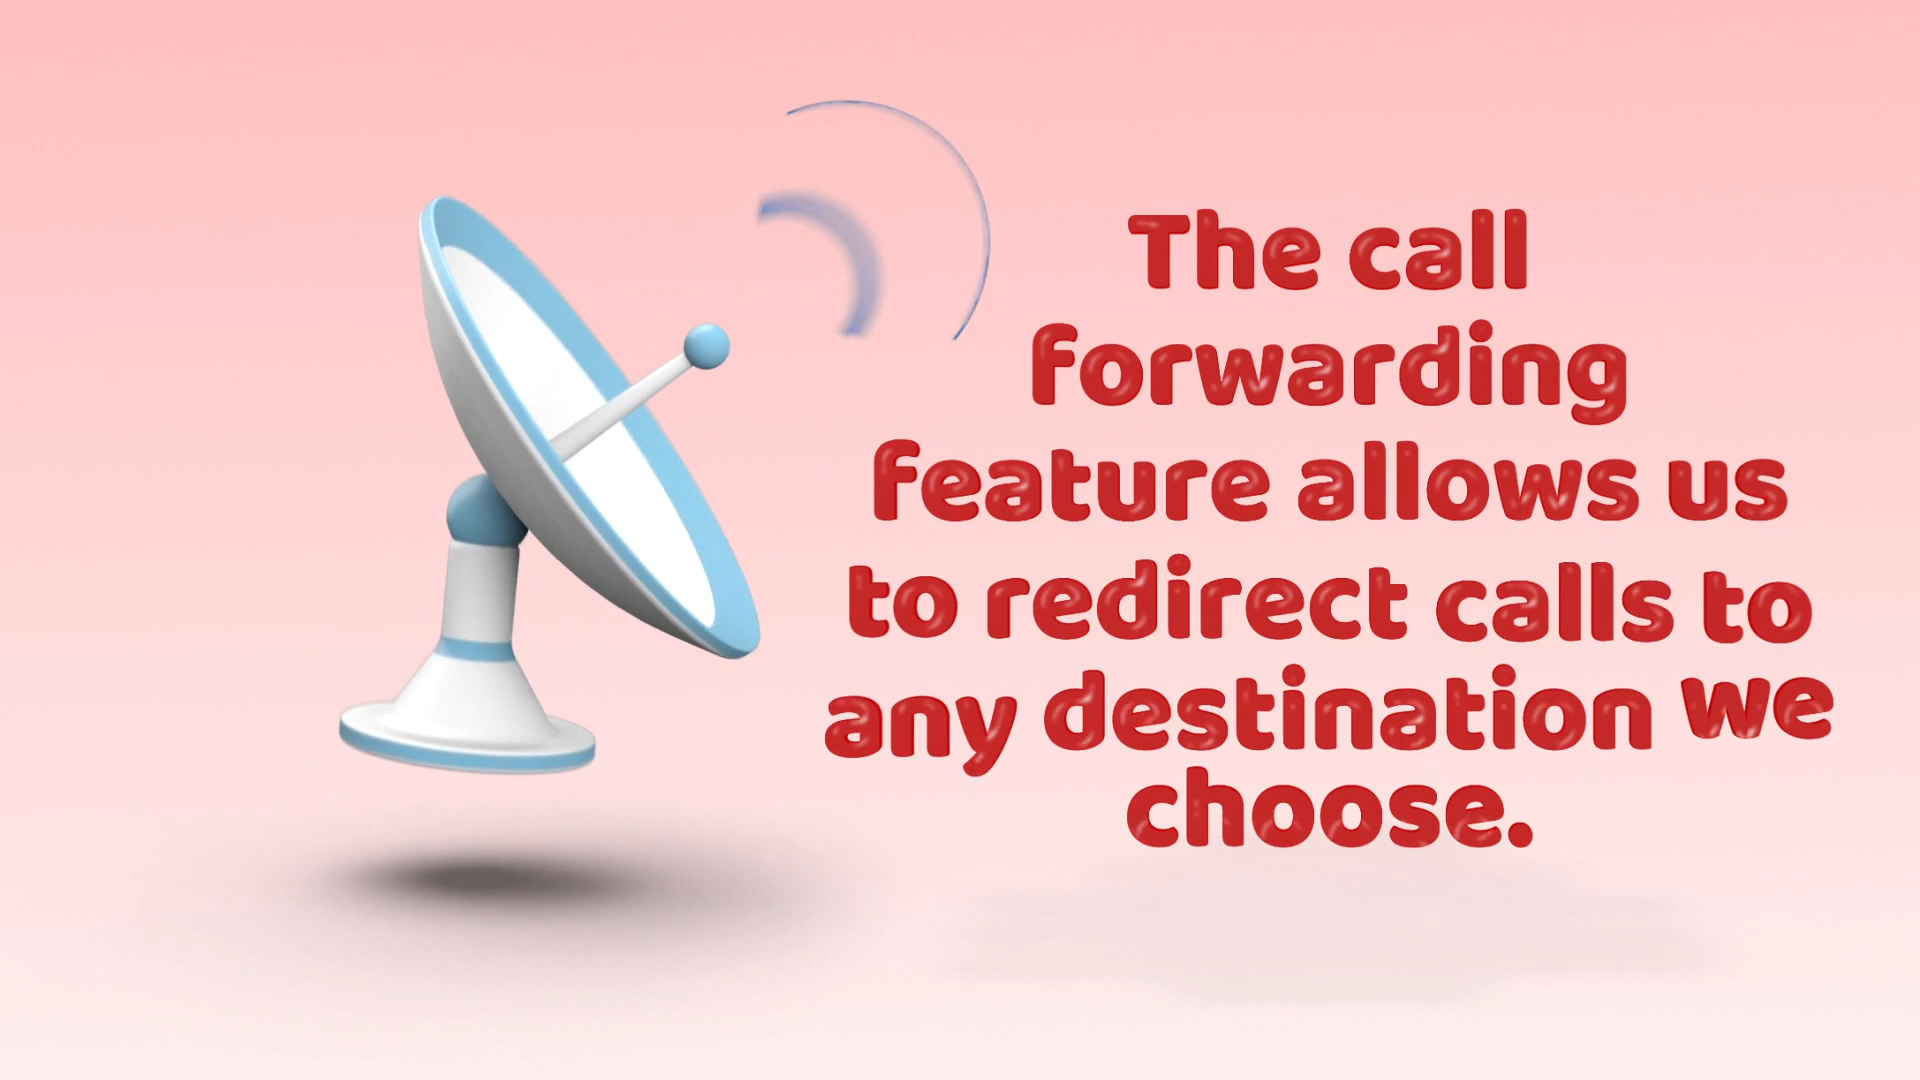 The call
forwarding
feature allows us
to redirect calls to
any destination we
choose.